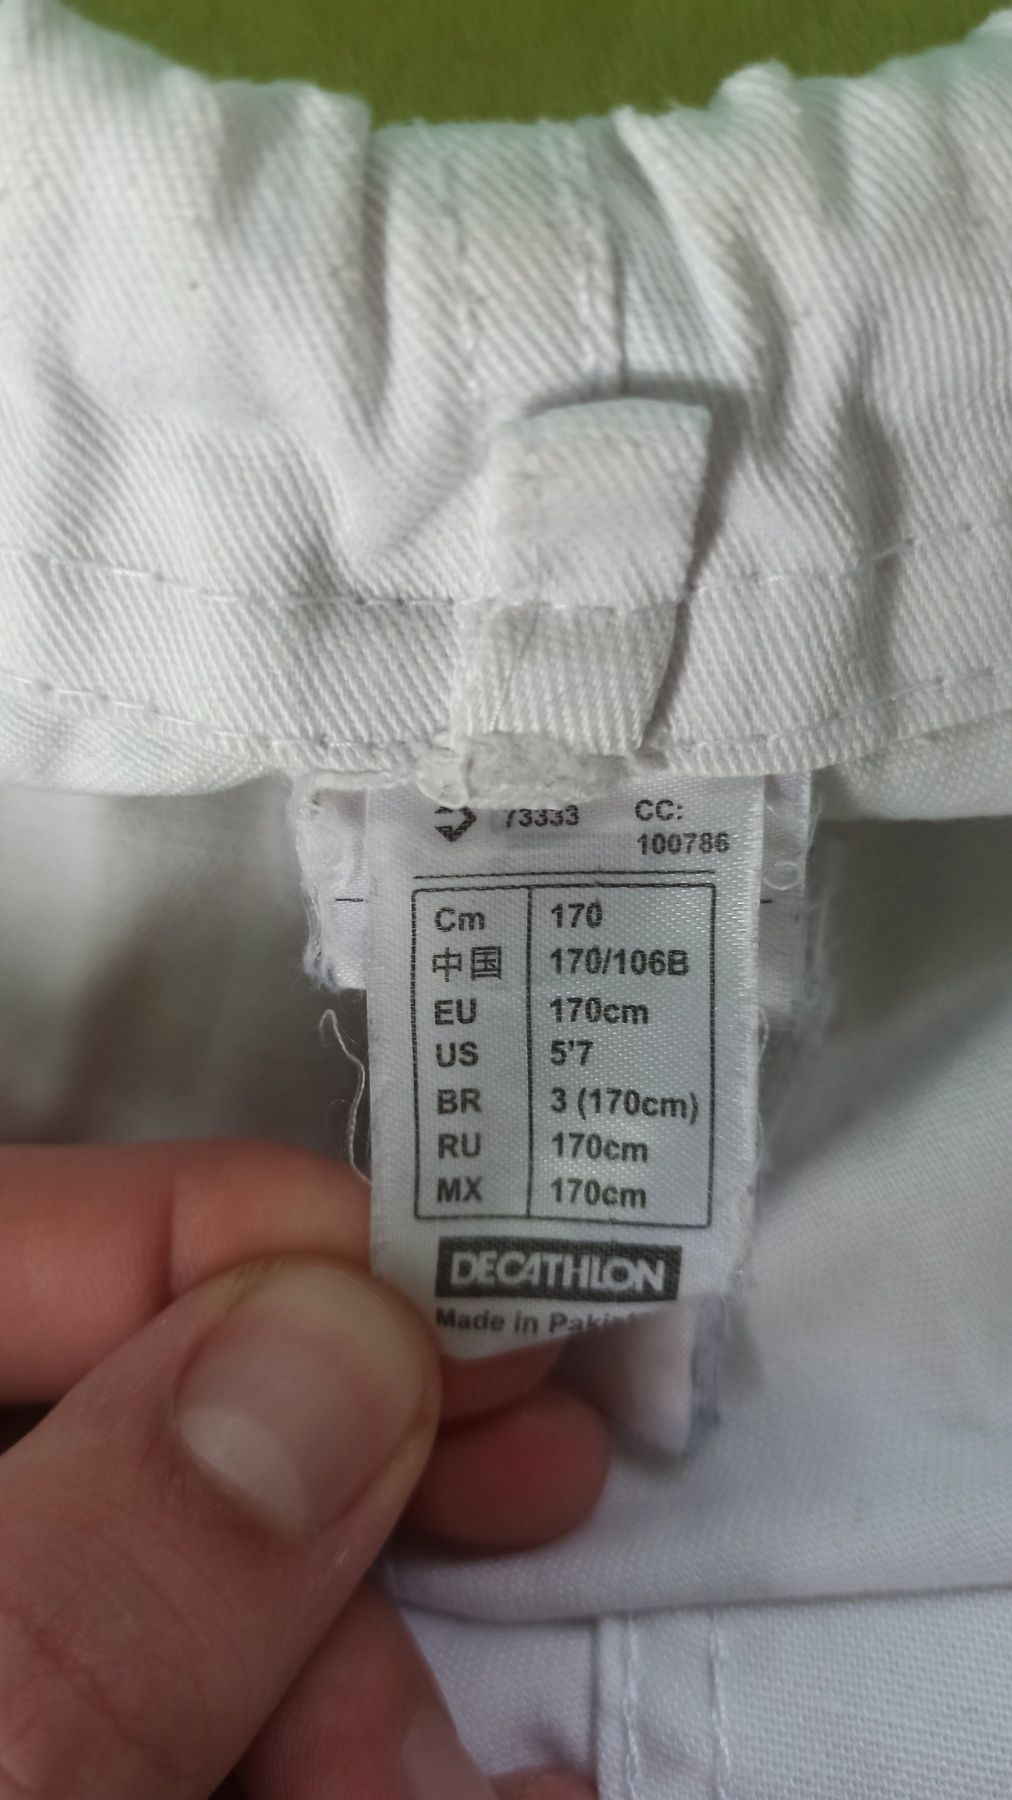 73333 CC:
100786
Cm 170
中国 170/106B
EU 170cm
US 5'7
BR 3 (170cm)
RU 170cm
MX 170cm
DECATHLON
Made in